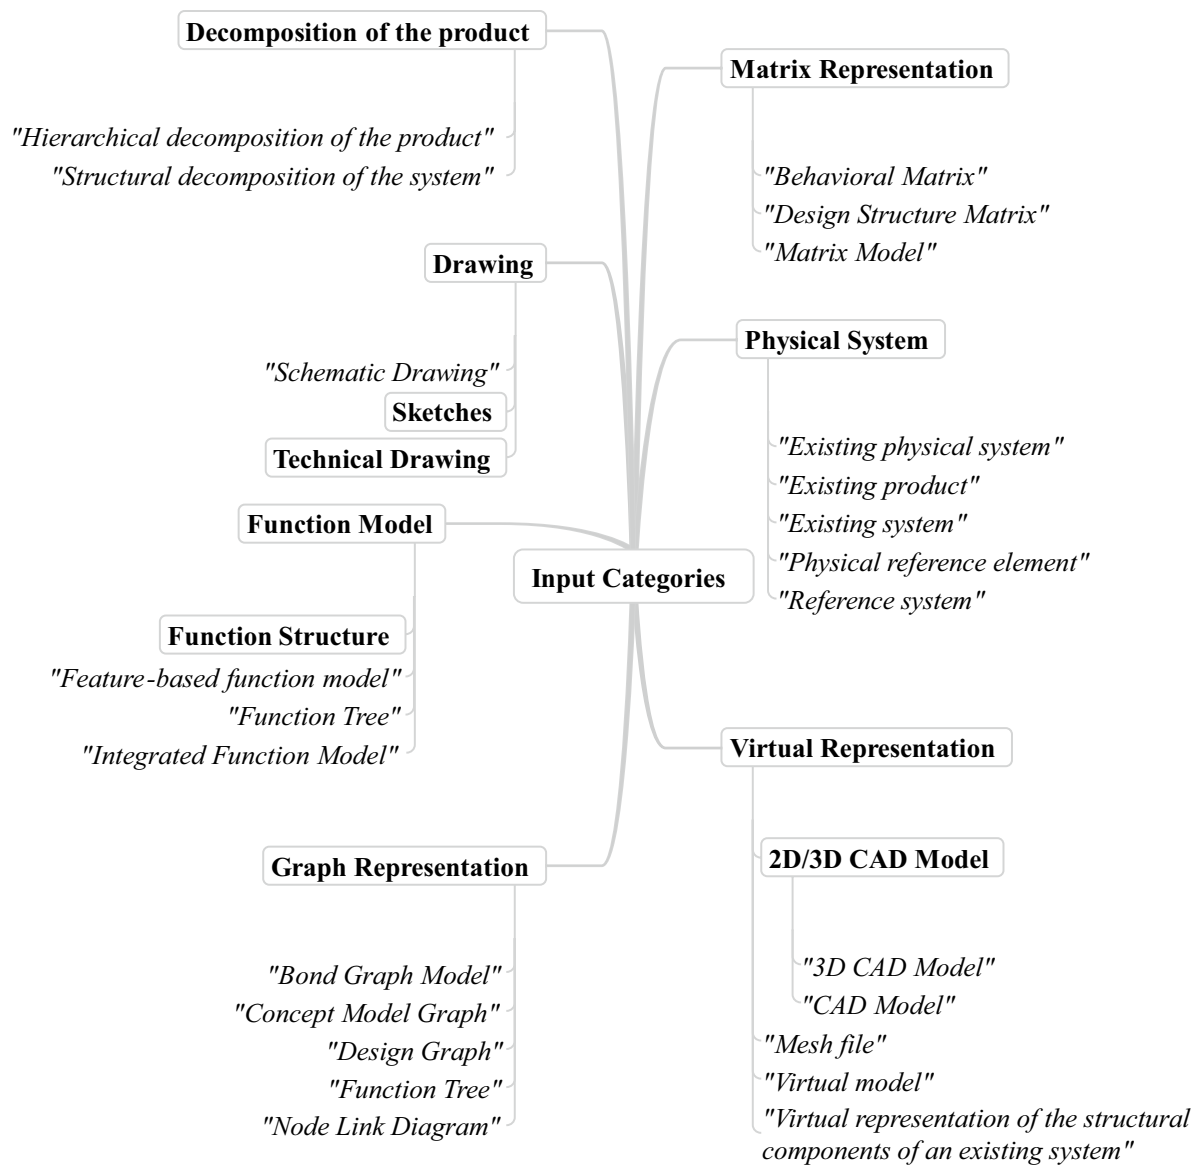 Decomposition of the product
"Hierarchical decomposition of the product"
"Structural decomposition of the system"
Drawing
"Schematic Drawing"
Sketches
Technical Drawing
Function Model
Function Structure
"Feature-based function model"
"Function Tree"
"Integrated Function Model"
Graph Representation
"Bond Graph Model"
"Concept Model Graph"
"Design Graph"
"Function Tree"
"Node Link Diagram"
Input Categories
Matrix Representation
"Behavioral Matrix"
"Design Structure Matrix"
"Matrix Model"
Physical System
"Existing physical system"
"Existing product"
"Existing system"
"Physical reference element"
"Reference system"
Virtual Representation
2D/3D CAD Model
"3D CAD Model"
"CAD Model"
"Mesh file"
"Virtual model"
"Virtual representation of the structural
components of an existing system"